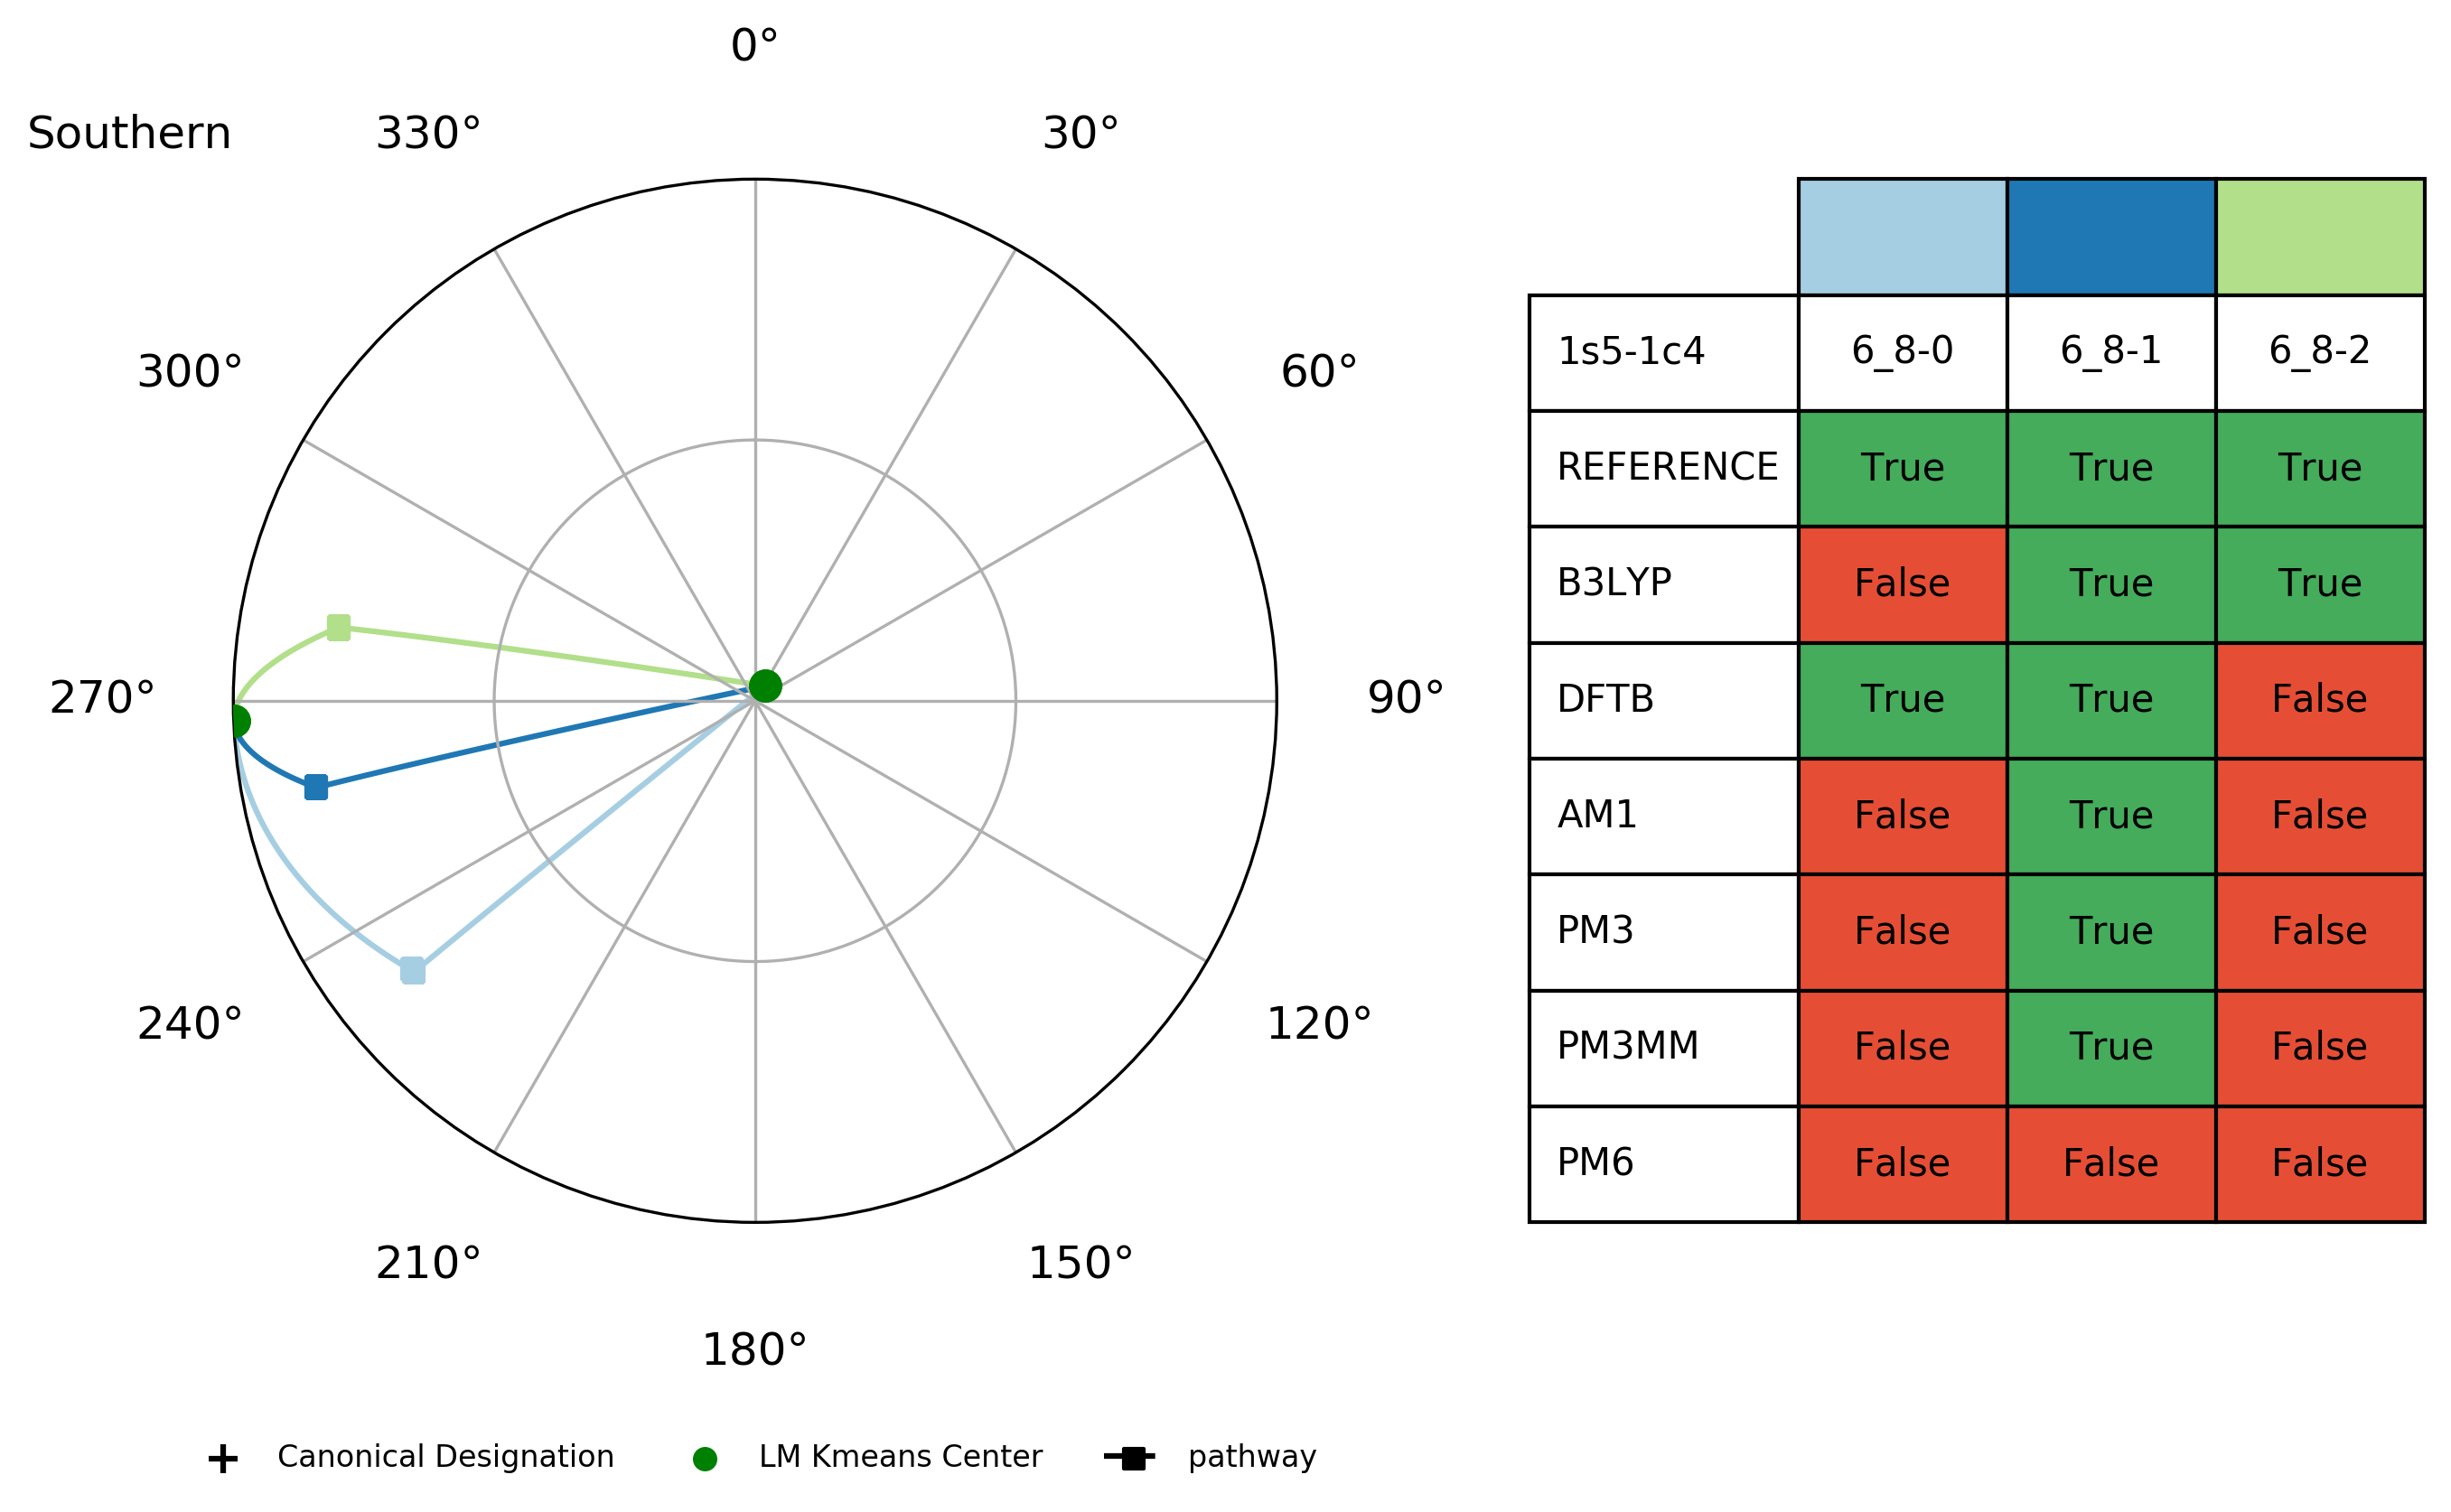 0°
Southern
330°
30°
300°
60°
270°
90°
240°
120°
210°
150°
180°
Canonical Designation
LM Kmeans Center
pathway
1s5-1c4 6_8-0 6_8-1 6_8-2
REFERENCE True True True
B3LYP False True True
DFTB True True False
AM1 False True False
PM3 False True False
PM3MM False True False
PM6 False False False